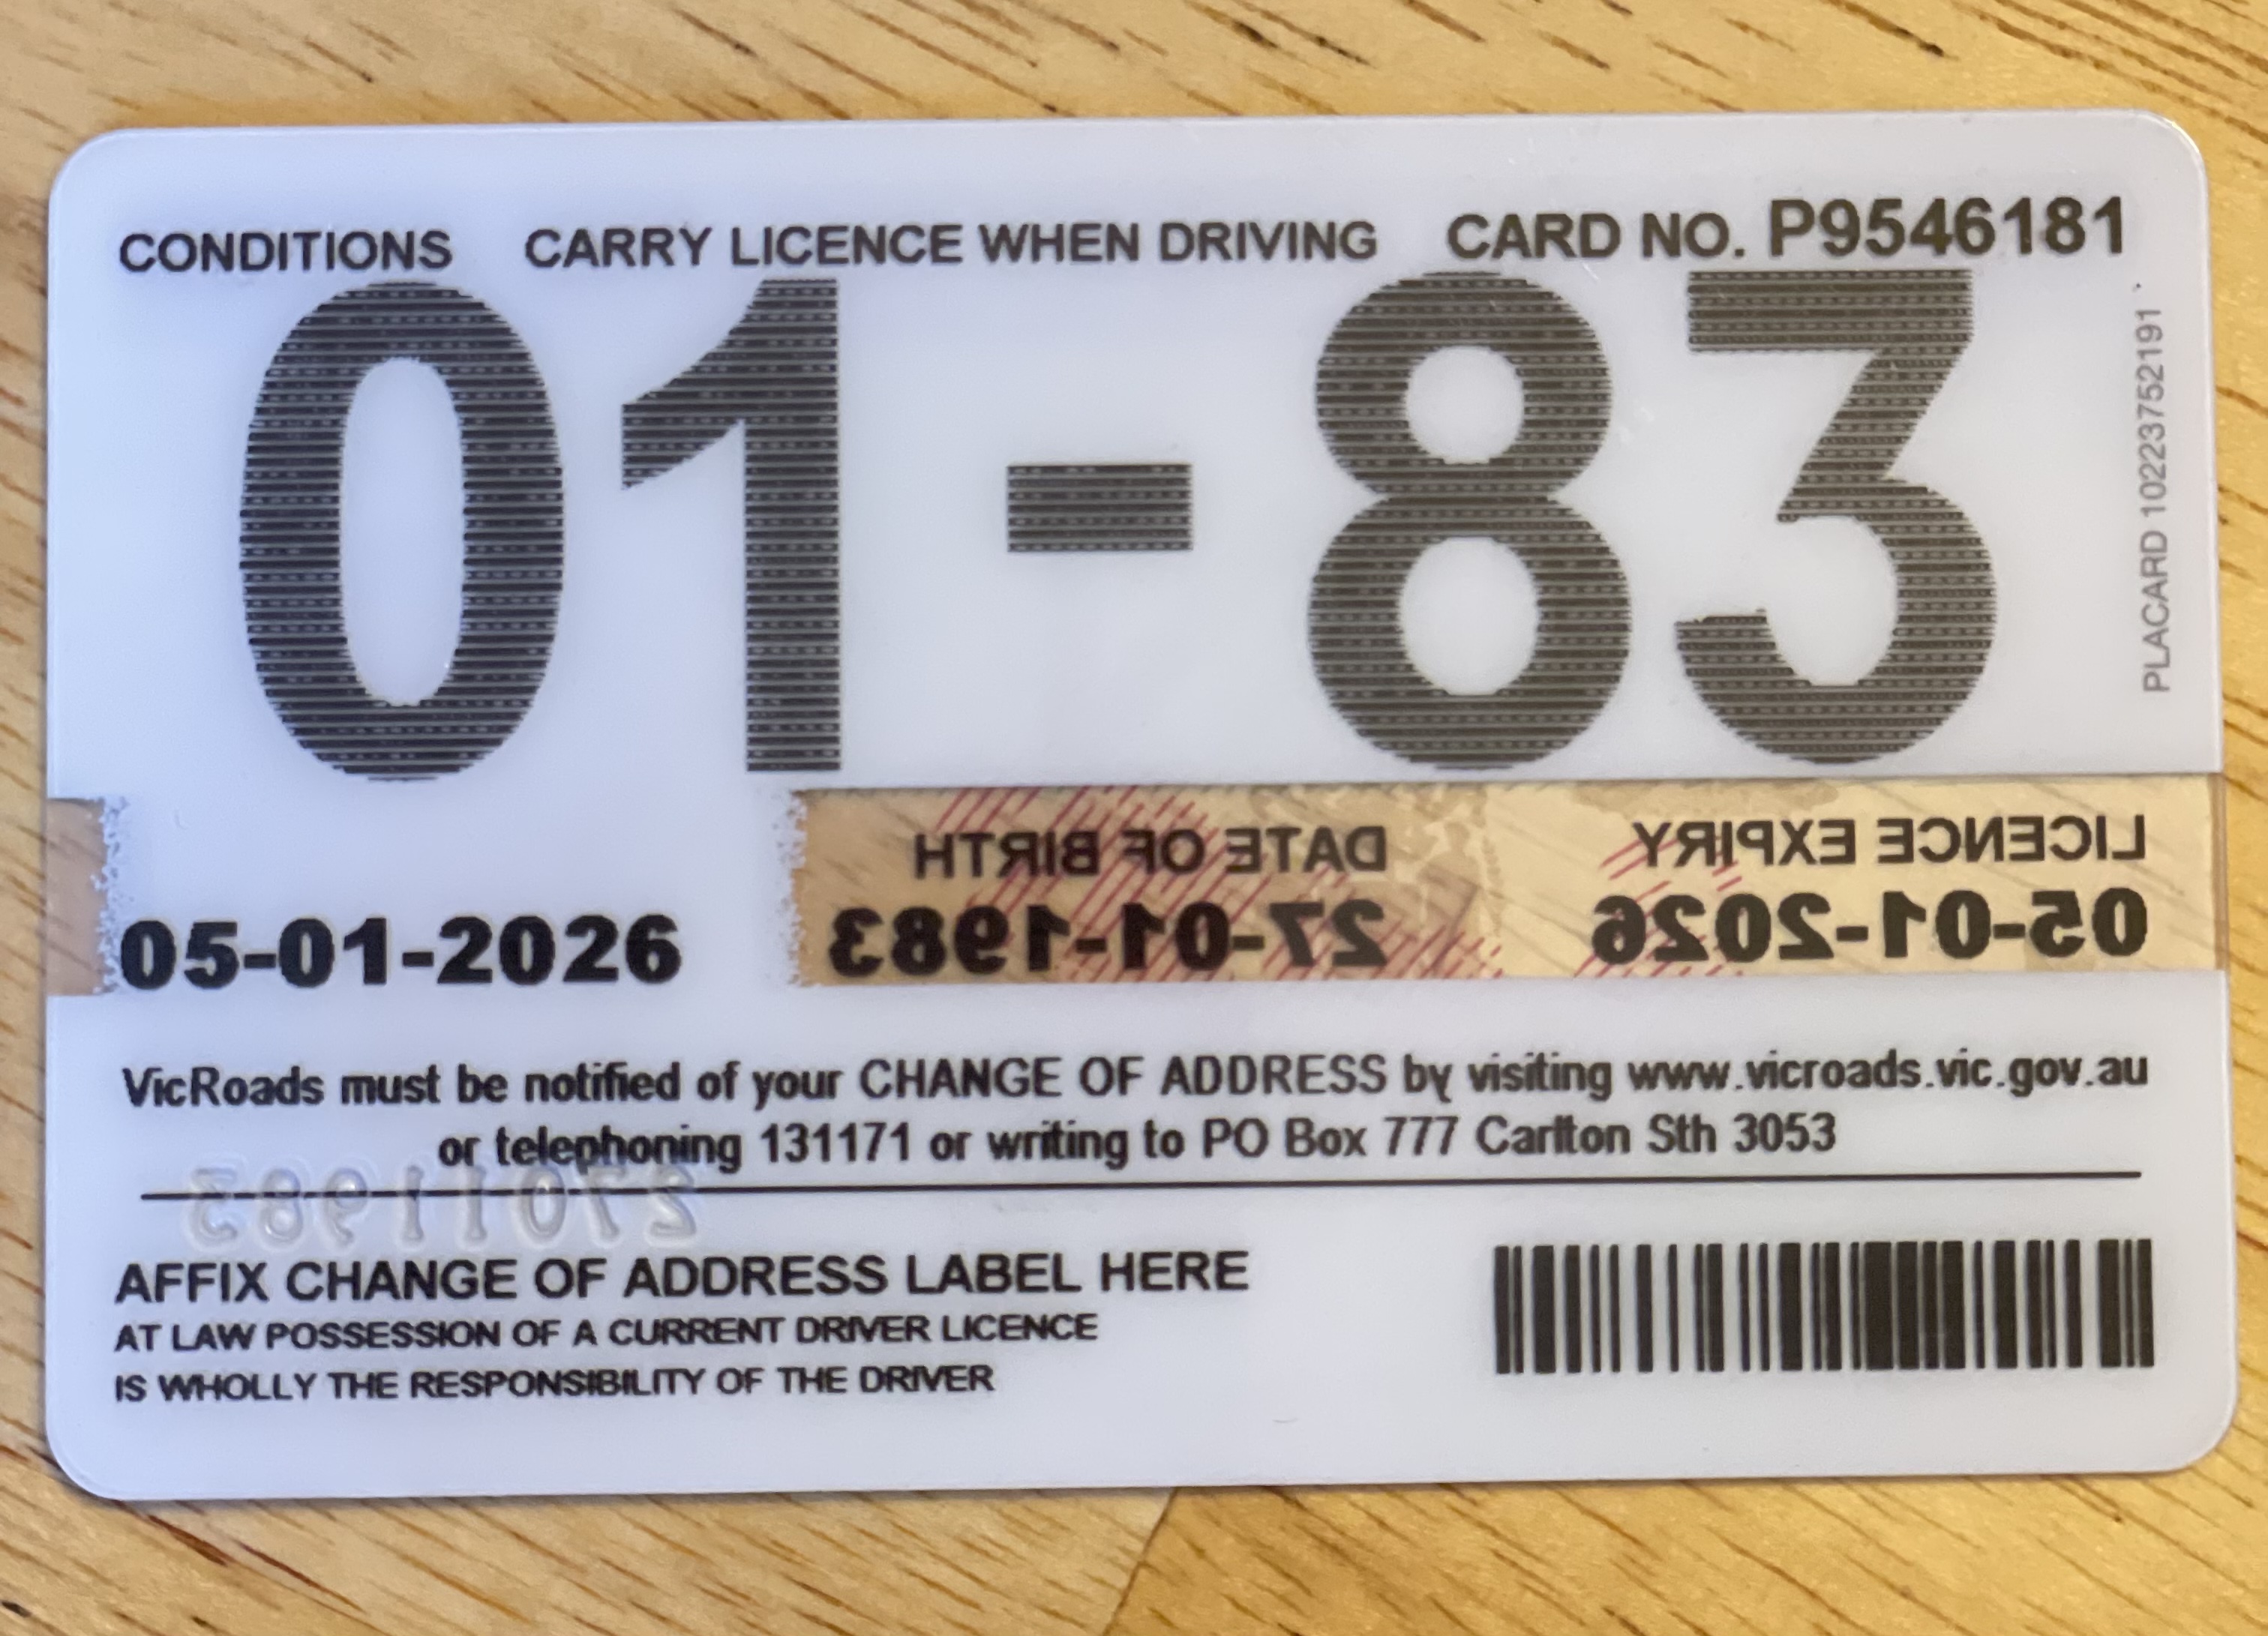 CONDITIONS CARRY LICENCE WHEN DRIVING CARD NO. P9546181
01-83
PLACARD 10223752191
DATE OF BIRTH LICENCE EXPIRY
05-01-2026 27-01-1983 05-01-2026
VicRoads must be notified of your CHANGE OF ADDRESS by visiting www.vicroads.vic.gov.au
or telephoning 131171 or writing to PO Box 777 Carlton Sth 3053
27011983
AFFIX CHANGE OF ADDRESS LABEL HERE
AT LAW POSSESSION OF A CURRENT DRIVER LICENCE
IS WHOLLY THE RESPONSIBILITY OF THE DRIVER